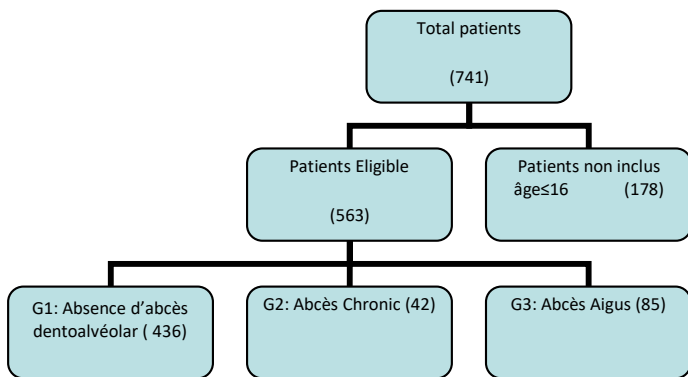 Total patients
(741)
Patients Eligible
(563)
Patients non inclus
âge≤16 (178)
G1: Absence d’abcès
dentoalvéolar ( 436)
G2: Abcès Chronic (42)
G3: Abcès Aigus (85)